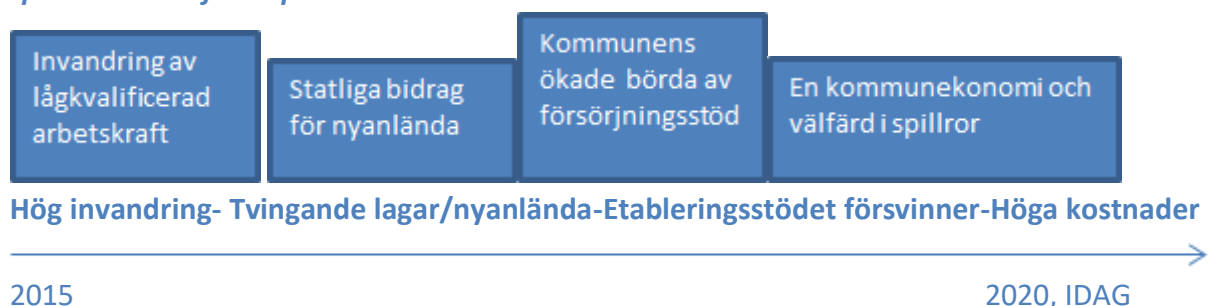 Invandring av
lågkvalificerad
arbetskraft
Statliga bidrag
för nyanlända
Kommunens
ökade börda av
försörjningsstöd
En kommunekonomi och
välfärd i spillror
Hög invandring- Tvingande lagar/nyanlända-Etableringsstödet försvinner-Höga kostnader
2015
2020, IDAG